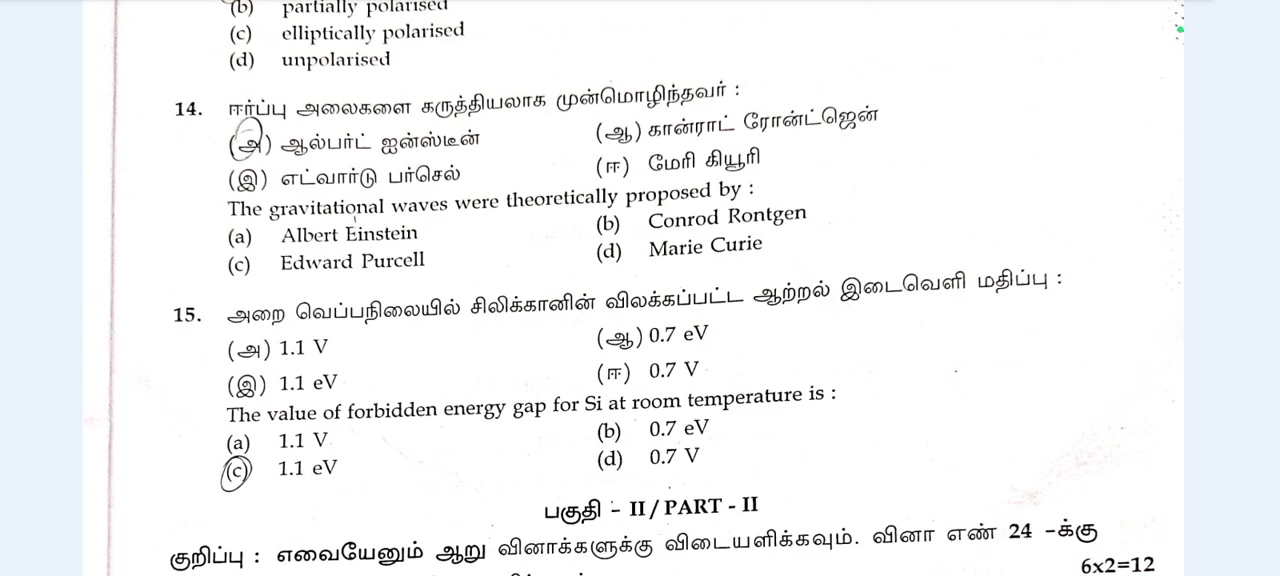 (b) partially polarised
(c) elliptically polarised
(d) unpolarised
14. ஈர்ப்பு அலைகளை கருத்தியலாக முன்மொழிந்தவர் :
(அ) ஆல்பர்ட் ஐன்ஸ்டீன் (ஆ) கான்ராட் ரோன்ட்ஜென்
(இ) எட்வார்டு பர்செல் (ஈ) மேரி கியூரி
The gravitational waves were theoretically proposed by :
(a) Albert Einstein (b) Conrod Rontgen
(c) Edward Purcell (d) Marie Curie
15. அறை வெப்பநிலையில் சிலிக்கானின் விலக்கப்பட்ட ஆற்றல் இடைவெளி மதிப்பு :
(அ) 1.1 V (ஆ) 0.7 eV
(இ) 1.1 eV (ஈ) 0.7 V
The value of forbidden energy gap for Si at room temperature is :
(a) 1.1 V (b) 0.7 eV
(c) 1.1 eV (d) 0.7 V
பகுதி - II / PART - II
குறிப்பு : எவையேனும் ஆறு வினாக்களுக்கு விடையளிக்கவும். வினா எண் 24 -க்கு
6x2=12